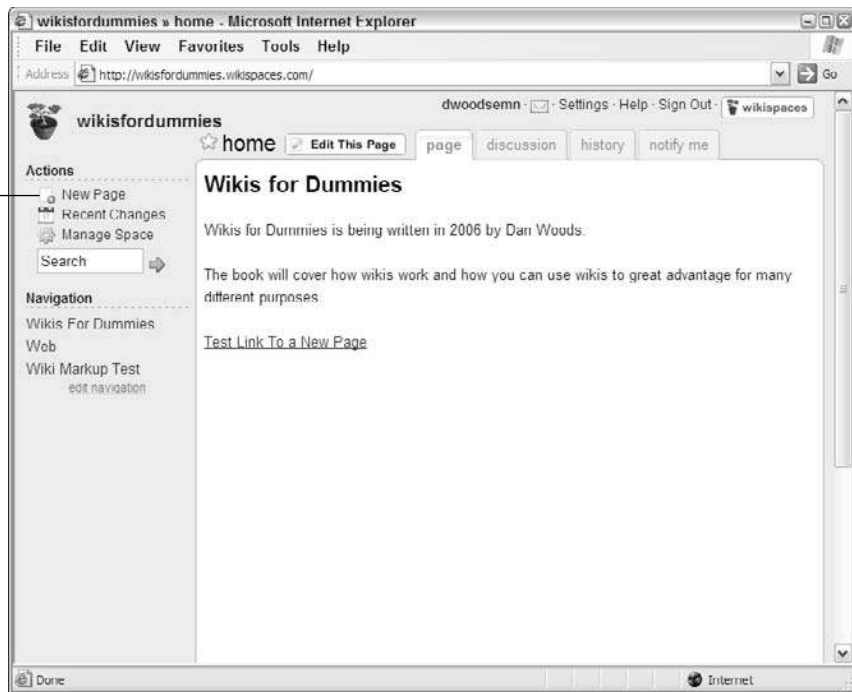 wikisfordummies » home - Microsoft Internet Explorer
File Edit View Favorites Tools Help
Address http://wikisfordummies.wikispaces.com/ Go
dwoodsemn · Settings · Help · Sign Out · wikispaces
wikisfordummies
home Edit This Page page discussion history notify me
Actions
New Page
Recent Changes
Manage Space
Search
Navigation
Wikis For Dummies
Web
Wiki Markup Test
edit navigation
Wikis for Dummies
Wikis for Dummies is being written in 2006 by Dan Woods.
The book will cover how wikis work and how you can use wikis to great advantage for many
different purposes.
Test Link To a New Page
Done Internet